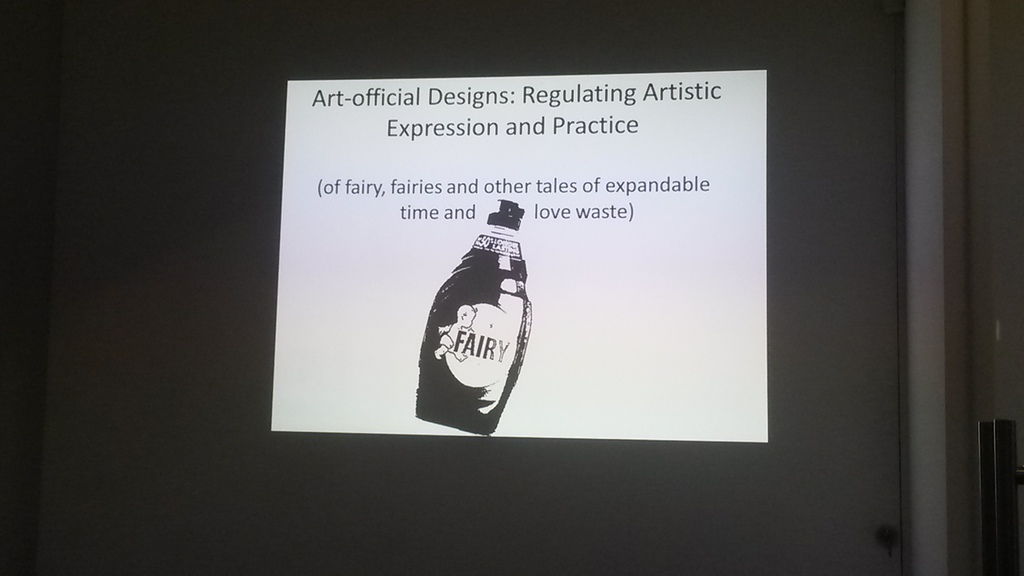 Art-official Designs: Regulating Artistic
Expression and Practice
(of fairy, fairies and other tales of expandable
time and love waste)
FAIRY